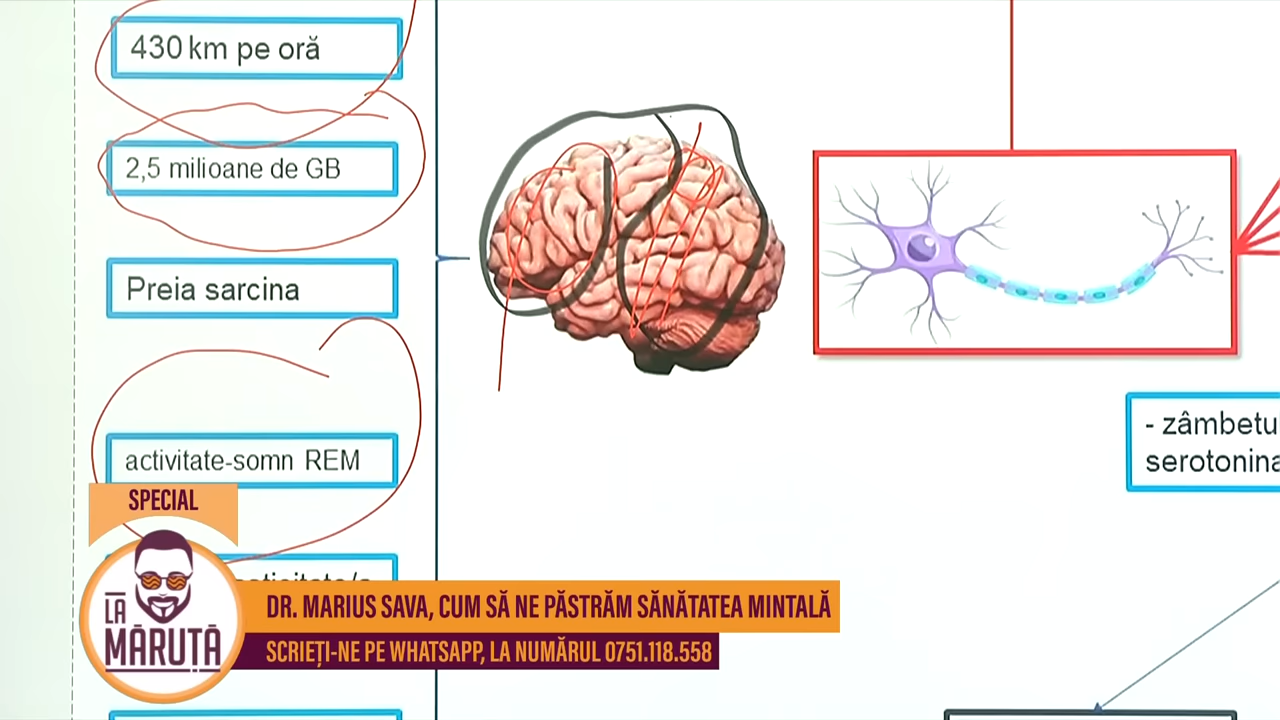 430 km pe oră
2,5 milioane de GB
Preia sarcina
activitate-somn REM
- zâmbetu
serotonina
SPECIAL
LA
MĂRUȚĂ
DR. MARIUS SAVA, CUM SĂ NE PĂSTRĂM SĂNĂTATEA MINTALĂ
SCRIEȚI-NE PE WHATSAPP, LA NUMĂRUL 0751.118.558